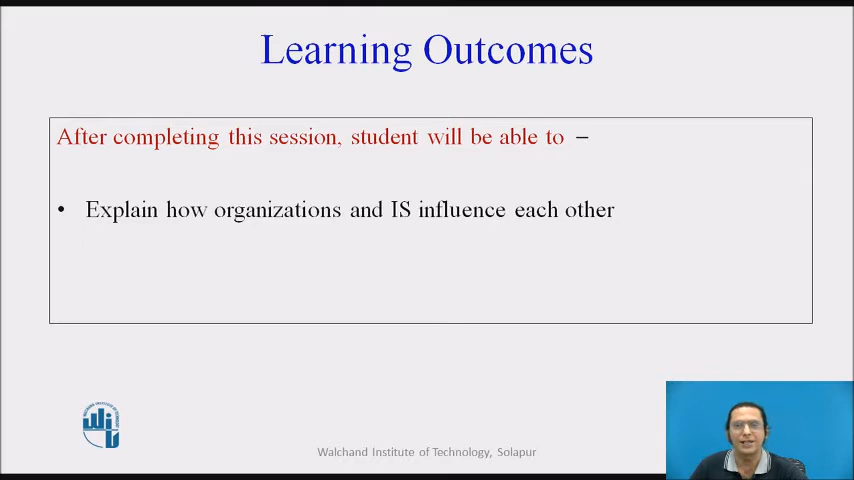 Learning Outcomes
After completing this session, student will be able to –
• Explain how organizations and IS influence each other
Walchand Institute of Technology, Solapur